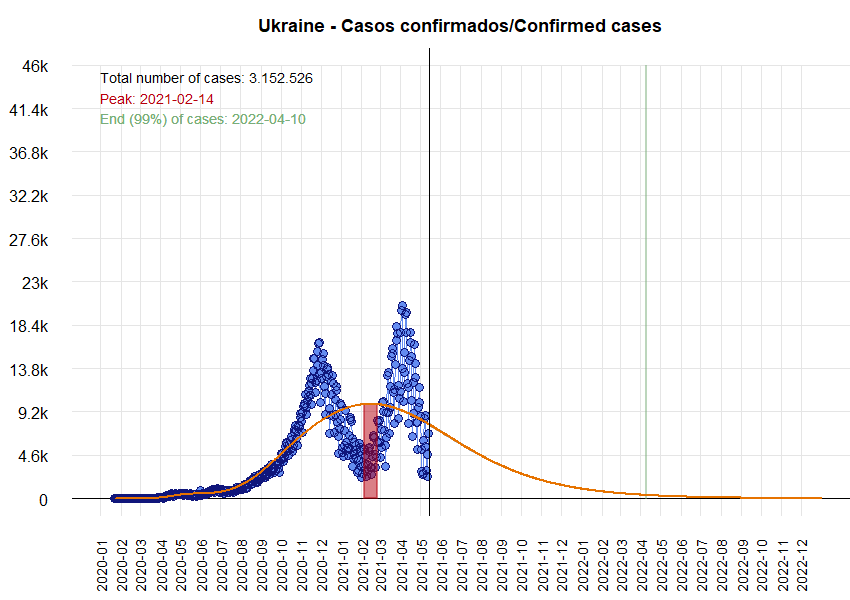 Ukraine - Casos confirmados/Confirmed cases
46k
Total number of cases: 3.152.526
Peak: 2021-02-14
41.4k
End (99%) of cases: 2022-04-10
36.8k
32.2k
27.6k
23k
18.4k
13.8k
9.2k
4.6k
0
2020-01
2020-02
2020-03
2020-04
2020-05
2020-06
2020-07
2020-08
2020-09
2020-10
2020-11
2020-12
2021-01
2021-02
2021-03
2021-04
2021-05
2021-06
2021-07
2021-08
2021-09
2021-10
2021-11
2021-12
2022-01
2022-02
2022-03
2022-04
2022-05
2022-06
2022-07
2022-08
2022-09
2022-10
2022-11
2022-12